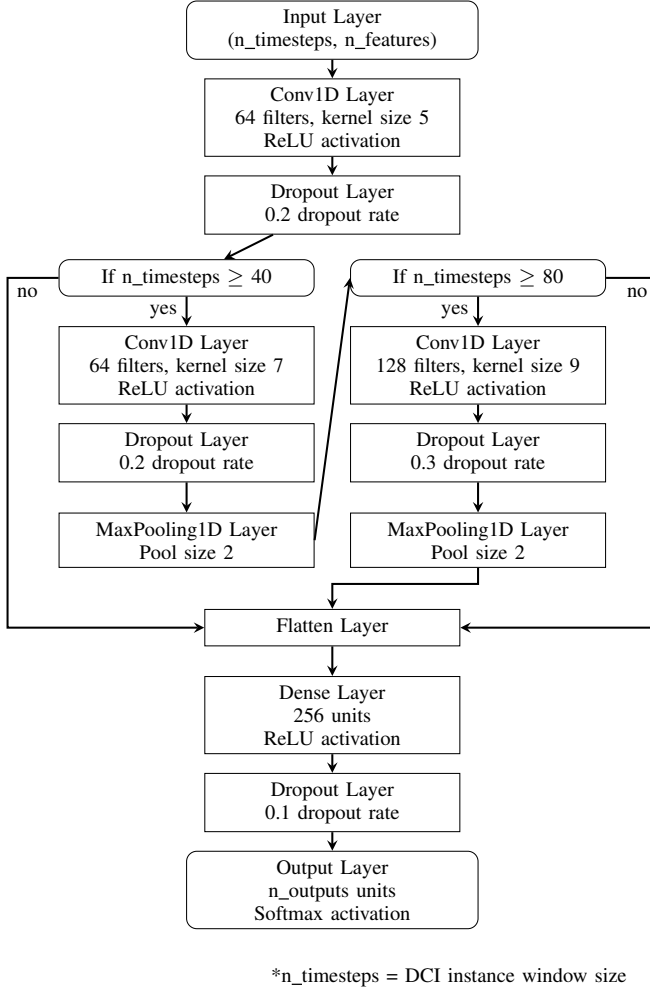 Input Layer
(n_timesteps, n_features)
Conv1D Layer
64 filters, kernel size 5
ReLU activation
Dropout Layer
0.2 dropout rate
If n_timesteps ≥ 40
no
yes
Conv1D Layer
64 filters, kernel size 7
ReLU activation
Dropout Layer
0.2 dropout rate
MaxPooling1D Layer
Pool size 2
If n_timesteps ≥ 80
no
yes
Conv1D Layer
128 filters, kernel size 9
ReLU activation
Dropout Layer
0.3 dropout rate
MaxPooling1D Layer
Pool size 2
Flatten Layer
Dense Layer
256 units
ReLU activation
Dropout Layer
0.1 dropout rate
Output Layer
n_outputs units
Softmax activation
*n_timesteps = DCI instance window size